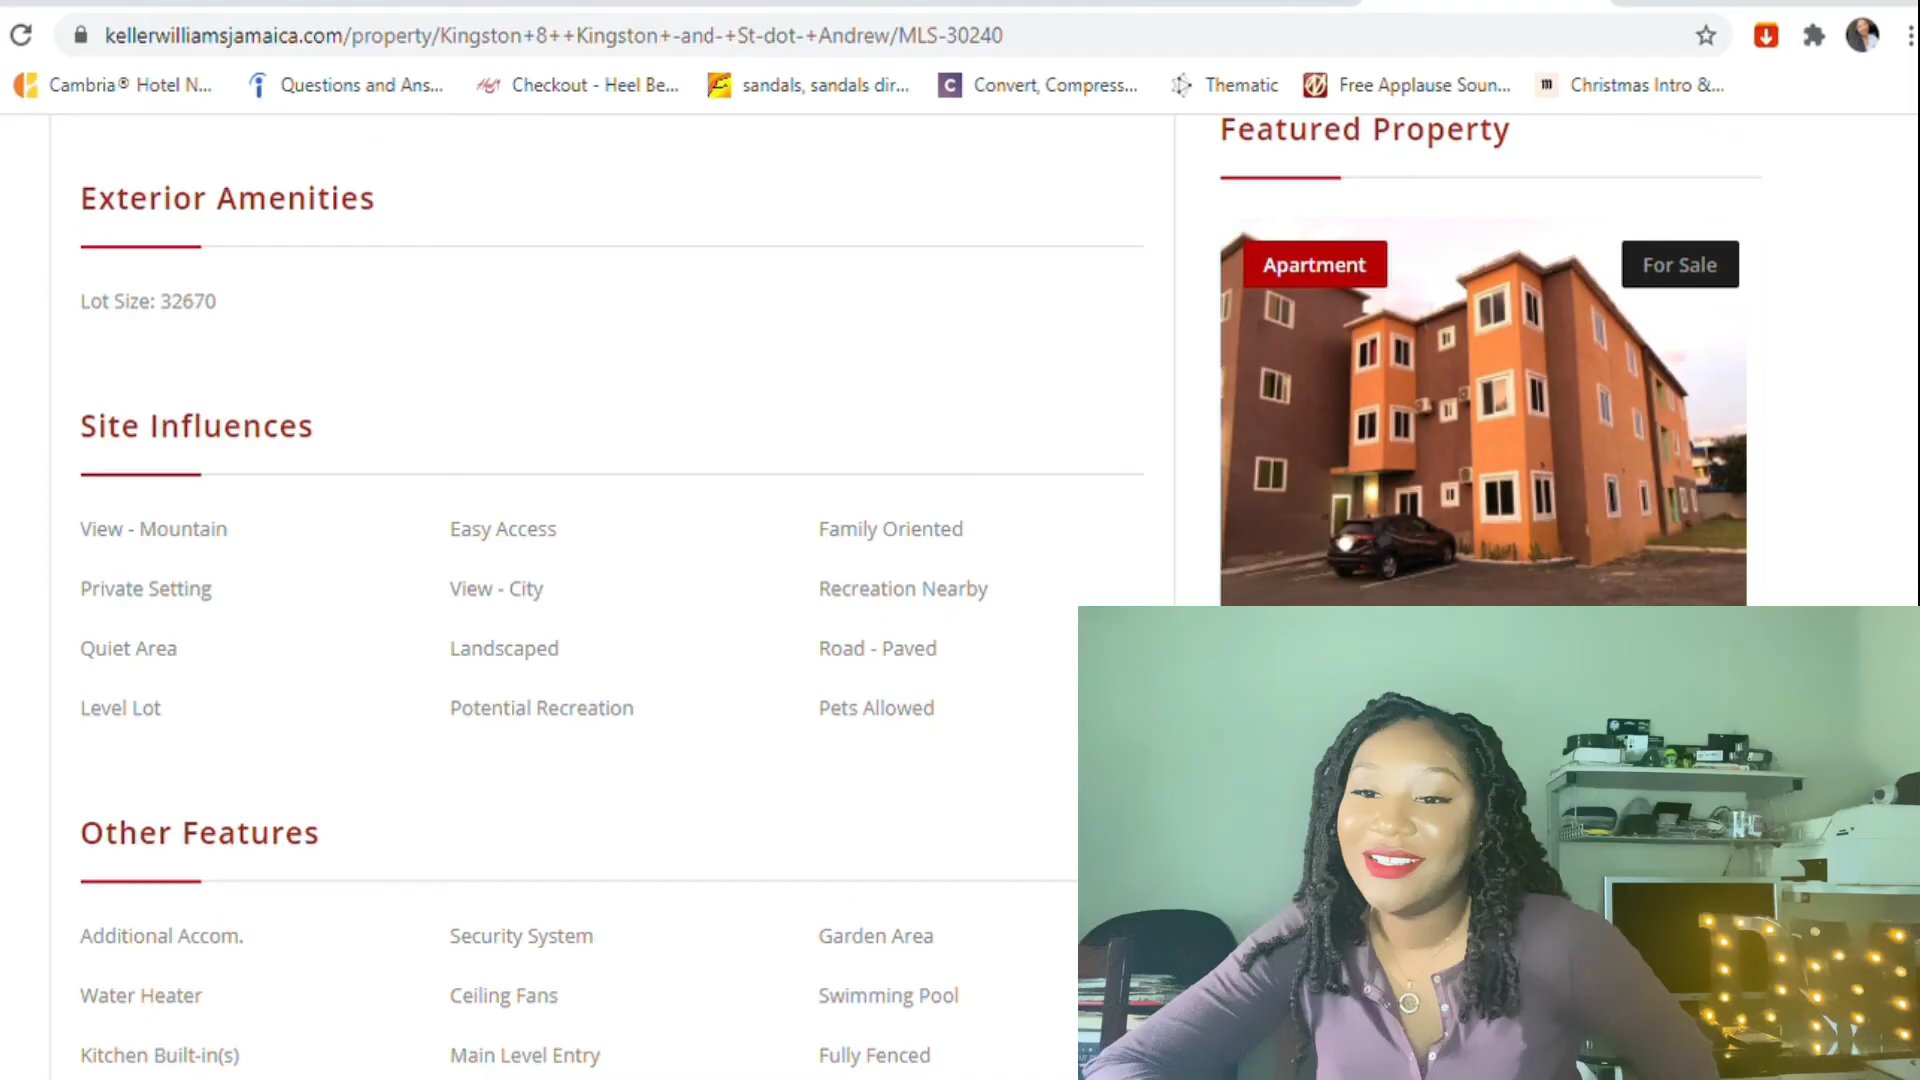 kellerwilliamsjamaica.com/property/Kingston+8++Kingston+-and-+St-dot-+Andrew/MLS-30240
Cambria® Hotel N...
Questions and Ans...
Checkout - Heel Be...
sandals, sandals dir...
C
Convert, Compress...
Thematic
Free Applause Soun...
m
Christmas Intro &...
Featured Property
Exterior Amenities
Apartment
For Sale
Lot Size: 32670
Site Influences
View - Mountain
Easy Access
Family Oriented
Private Setting
View - City
Recreation Nearby
Quiet Area
Landscaped
Road - Paved
Level Lot
Potential Recreation
Pets Allowed
Other Features
Additional Accom.
Security System
Garden Area
Water Heater
Ceiling Fans
Swimming Pool
Kitchen Built-in(s)
Main Level Entry
Fully Fenced